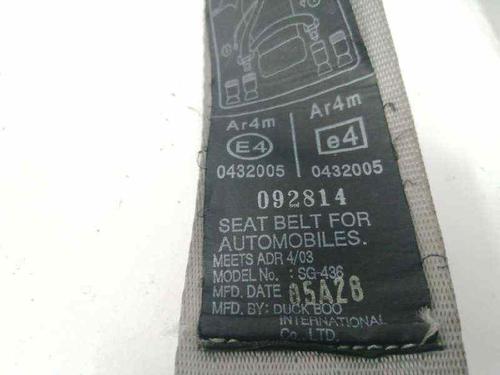 Ar4m Ar4m
E4 e4
0432005 0432005
092814
SEAT BELT FOR
AUTOMOBILES.
MEETS ADR 4/03
MODEL No. : SG-436
MFD. DATE 05A28
MFD. BY: DUCK BOO
INTERNATIONAL
Co., LTD.